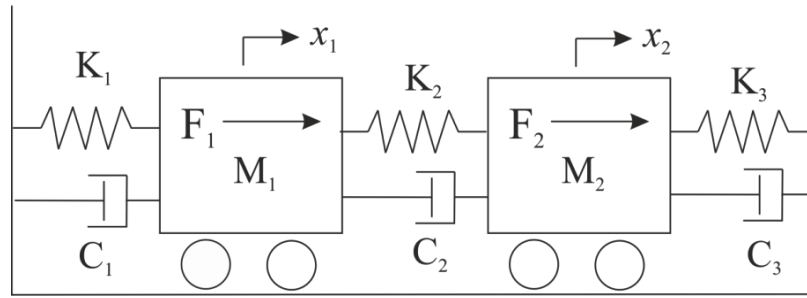 x₁
x₂
K₁
K₂
K₃
F₁
F₂
M₁
M₂
C₁
C₂
C₃